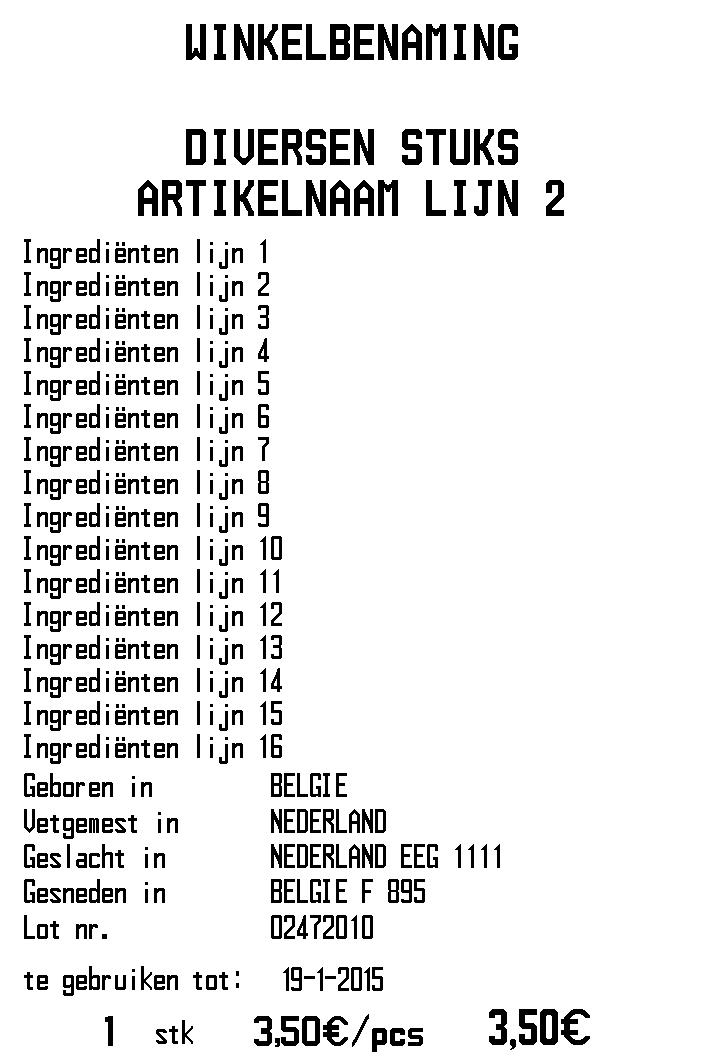 WINKELBENAMING
DIVERSEN STUKS
ARTIKELNAAM LIJN 2
Ingrediënten lijn 1
Ingrediënten lijn 2
Ingrediënten lijn 3
Ingrediënten lijn 4
Ingrediënten lijn 5
Ingrediënten lijn 6
Ingrediënten lijn 7
Ingrediënten lijn 8
Ingrediënten lijn 9
Ingrediënten lijn 10
Ingrediënten lijn 11
Ingrediënten lijn 12
Ingrediënten lijn 13
Ingrediënten lijn 14
Ingrediënten lijn 15
Ingrediënten lijn 16
Geboren in BELGIE
Vetgemest in NEDERLAND
Geslacht in NEDERLAND EEG 1111
Gesneden in BELGIE F 895
Lot nr. 02472010
te gebruiken tot: 19-1-2015
1 stk 3,50€/pcs 3,50€